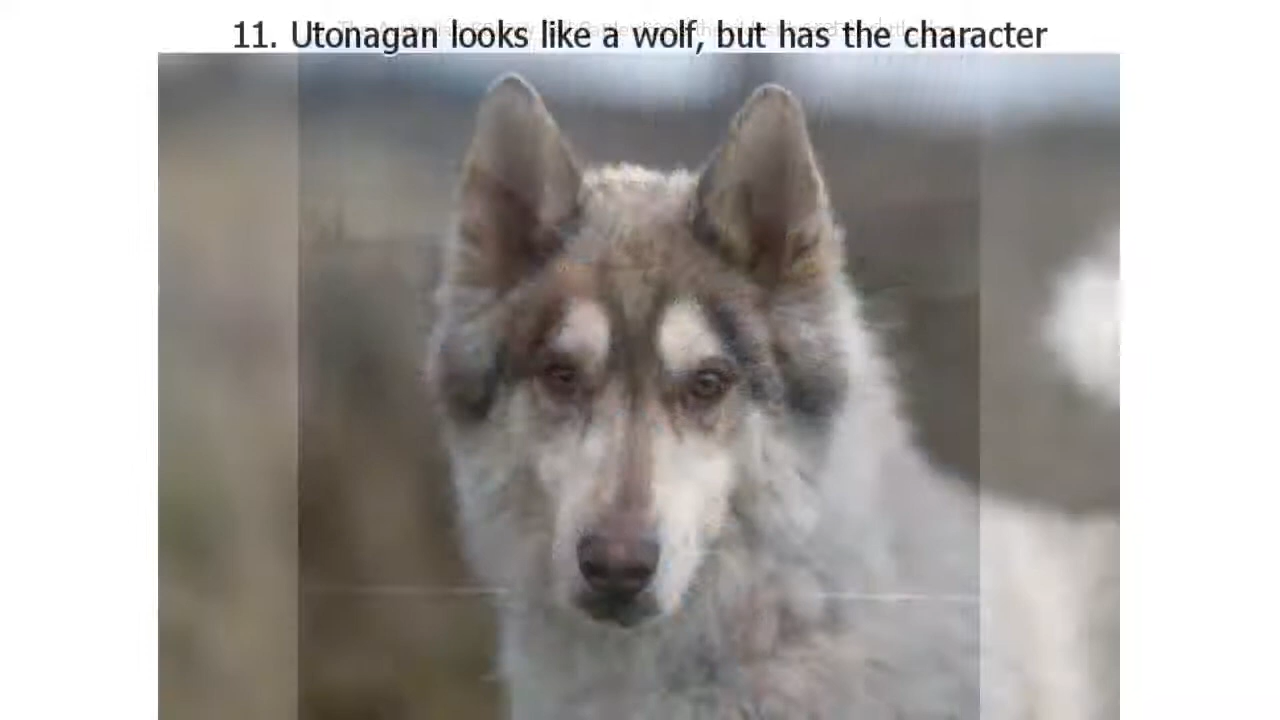 11. Utonagan looks like a wolf, but has the character